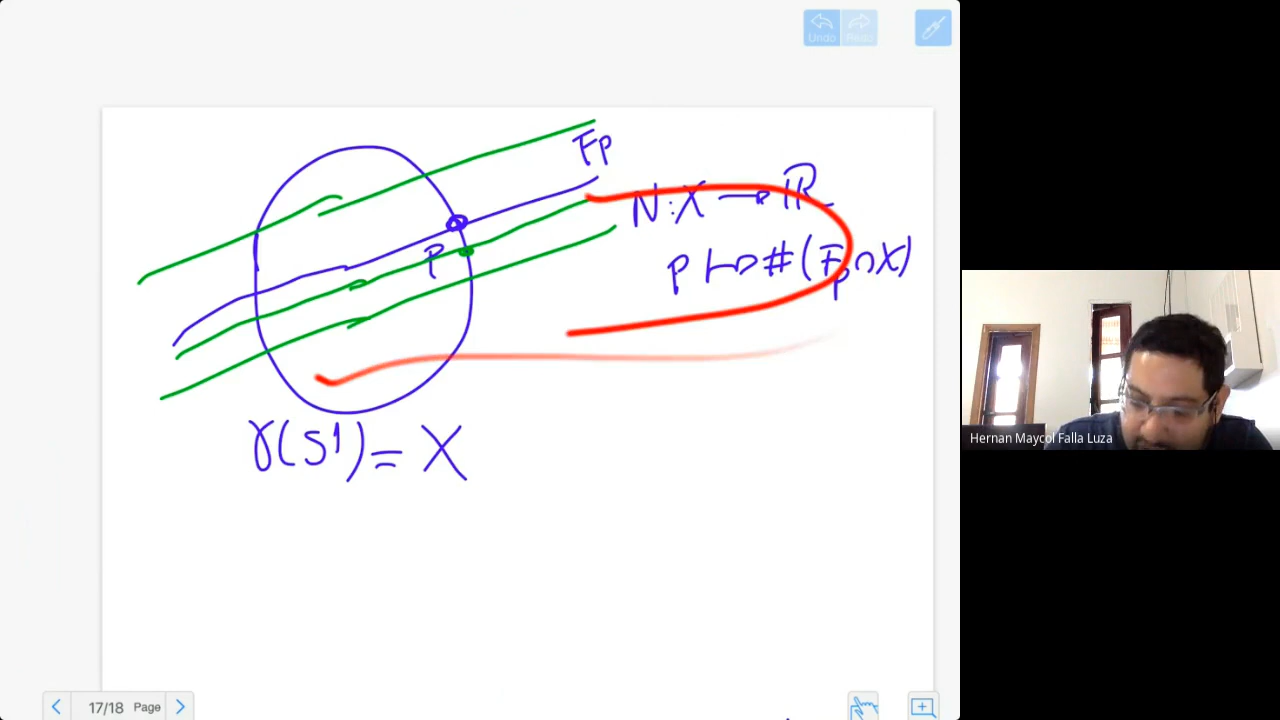 Undo Redo
Fp
N: X → ℝ
P
p ↦ #(Fp ∩ X)
γ(S¹) = X
Hernan Maycol Falla Luza
17/18 Page